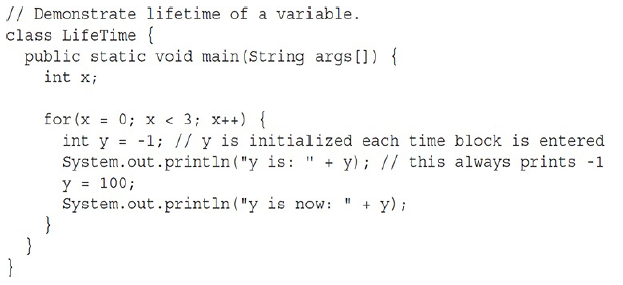 // Demonstrate lifetime of a variable.
class LifeTime {
  public static void main(String args[]) {
    int x;

    for(x = 0; x < 3; x++) {
      int y = -1; // y is initialized each time block is entered
      System.out.println("y is: " + y); // this always prints -1
      y = 100;
      System.out.println("y is now: " + y);
    }
  }
}